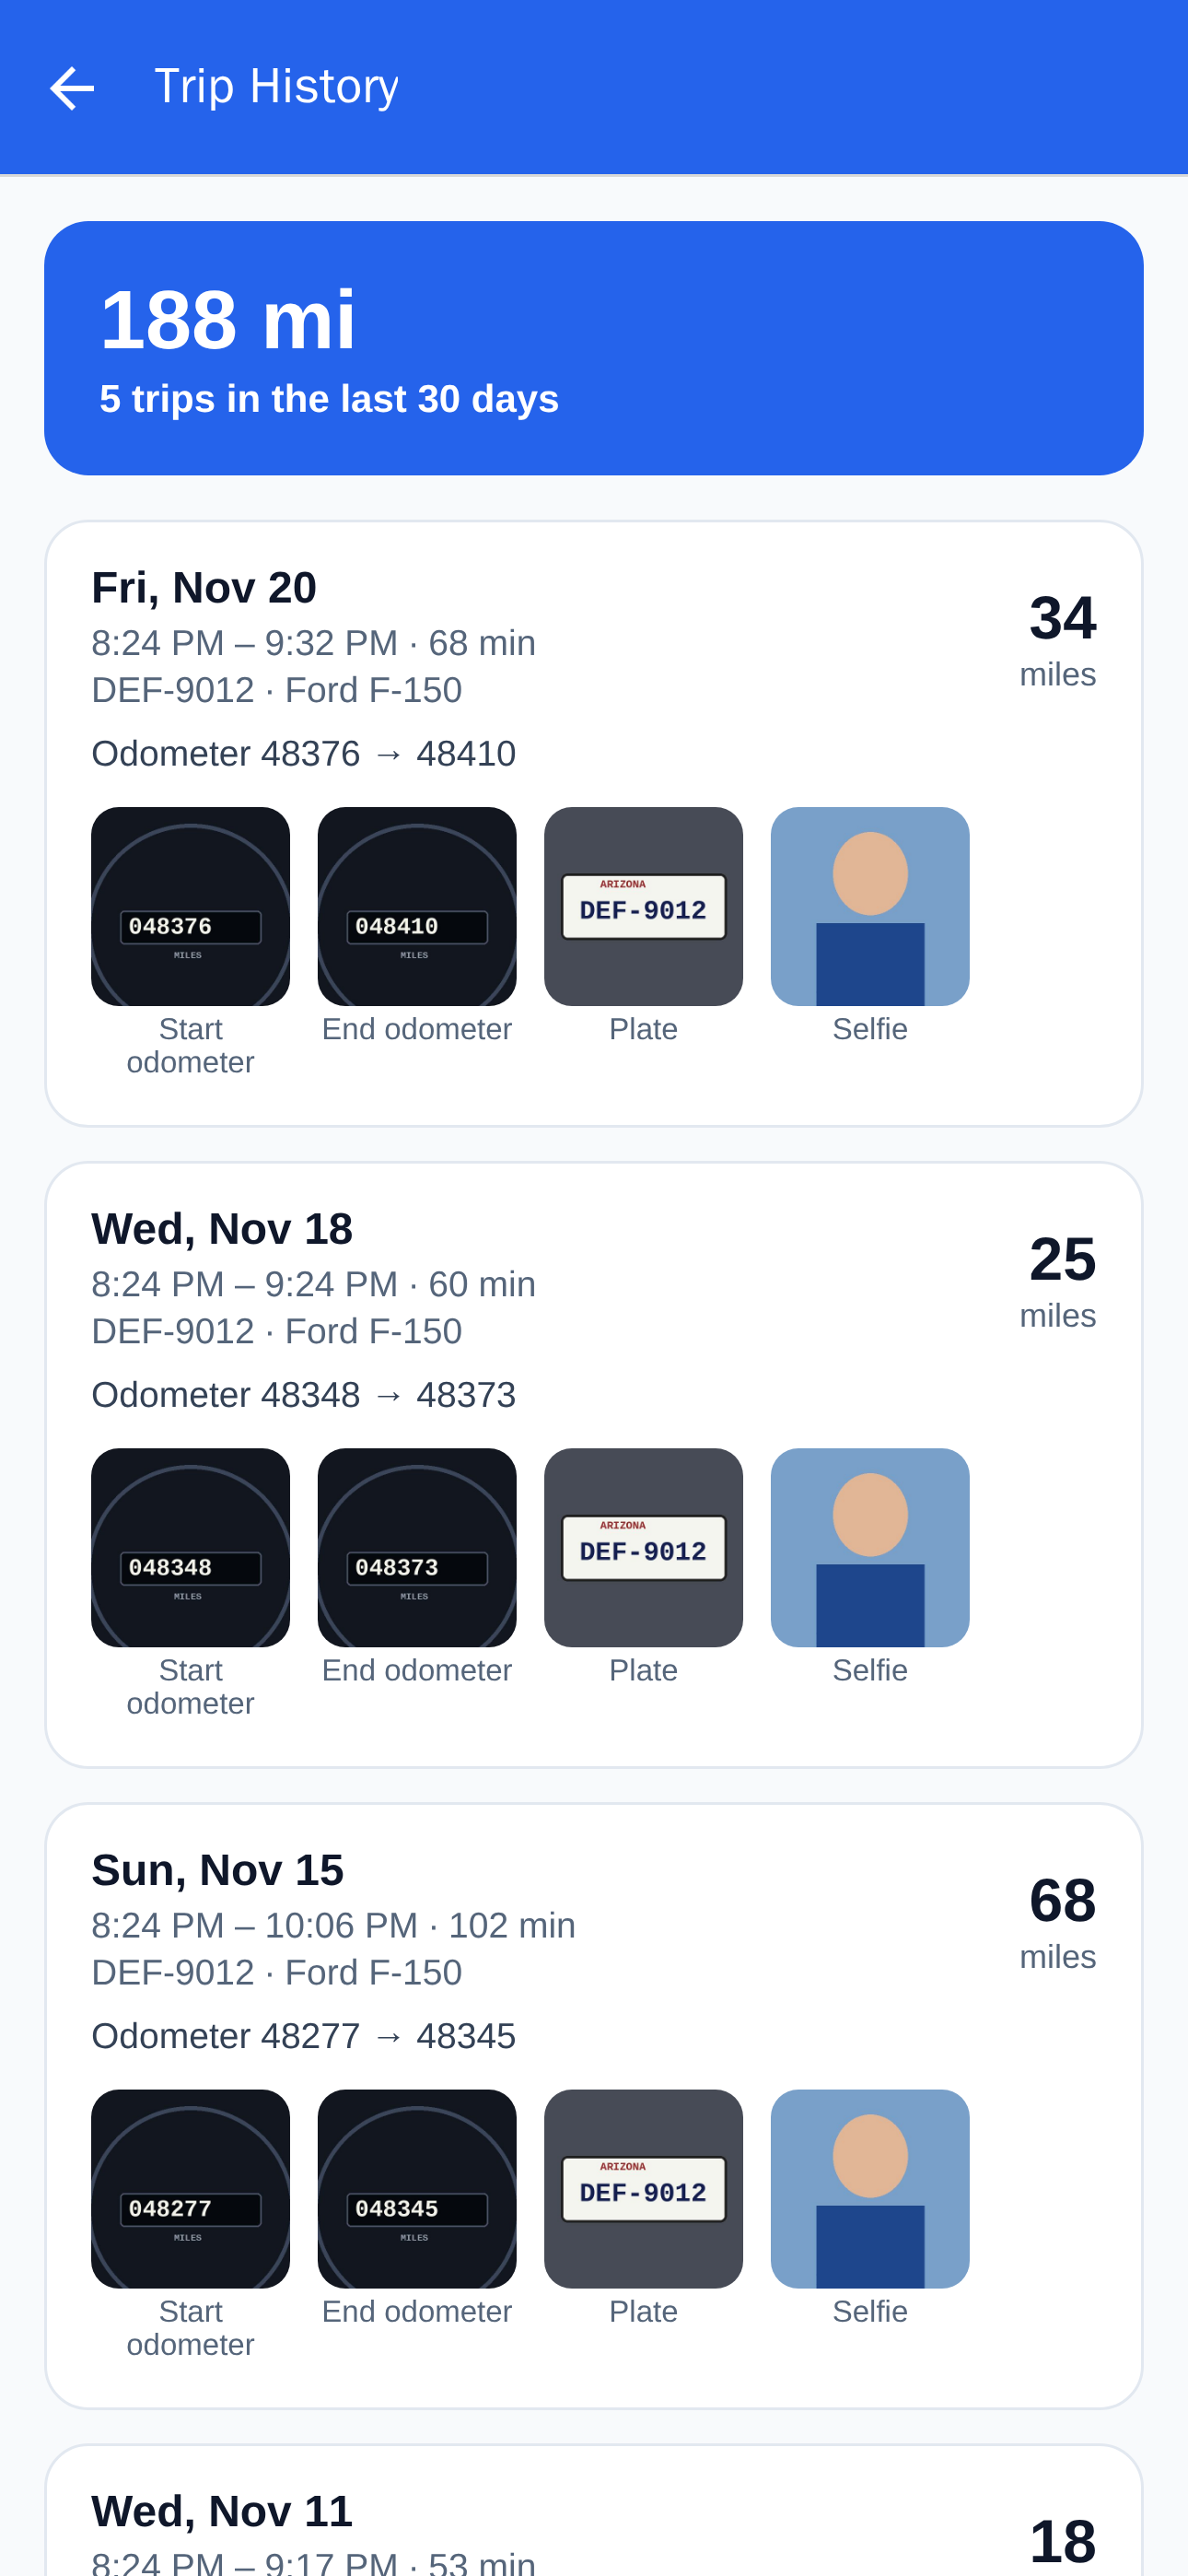 Trip History
188 mi
5 trips in the last 30 days
Fri, Nov 20
8:24 PM – 9:32 PM · 68 min
DEF-9012 · Ford F-150
34
miles
Odometer 48376 → 48410
048376
MILES
048410
MILES
ARIZONA
DEF-9012
Start
odometer
End odometer
Plate
Selfie
Wed, Nov 18
8:24 PM – 9:24 PM · 60 min
DEF-9012 · Ford F-150
25
miles
Odometer 48348 → 48373
048348
MILES
048373
MILES
ARIZONA
DEF-9012
Start
odometer
End odometer
Plate
Selfie
Sun, Nov 15
8:24 PM – 10:06 PM · 102 min
DEF-9012 · Ford F-150
68
miles
Odometer 48277 → 48345
048277
MILES
048345
MILES
ARIZONA
DEF-9012
Start
odometer
End odometer
Plate
Selfie
Wed, Nov 11
8:24 PM – 9:17 PM · 53 min
18